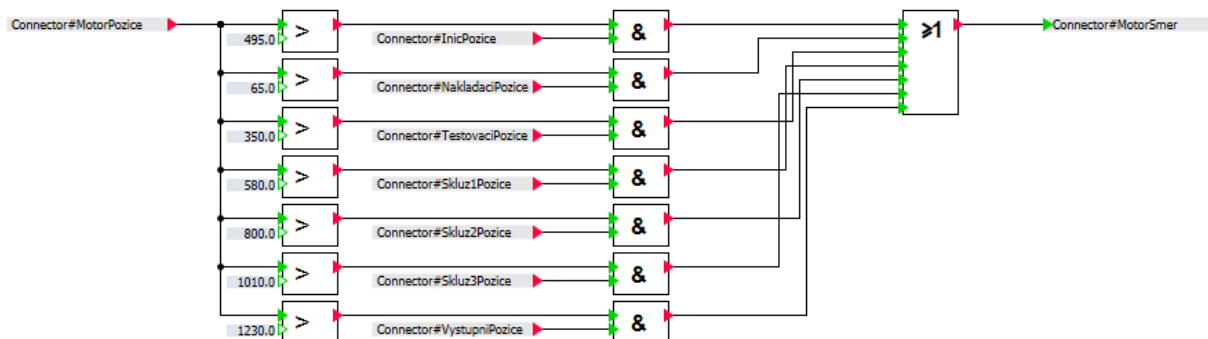 Connector#MotorPozice
495.0
>
Connector#InicPozice
&
≥1
Connector#MotorSmer
65.0
>
Connector#NakladaciPozice
&
350.0
>
Connector#TestovaciPozice
&
580.0
>
Connector#Skluz1Pozice
&
800.0
>
Connector#Skluz2Pozice
&
1010.0
>
Connector#Skluz3Pozice
&
1230.0
>
Connector#VystupniPozice
&